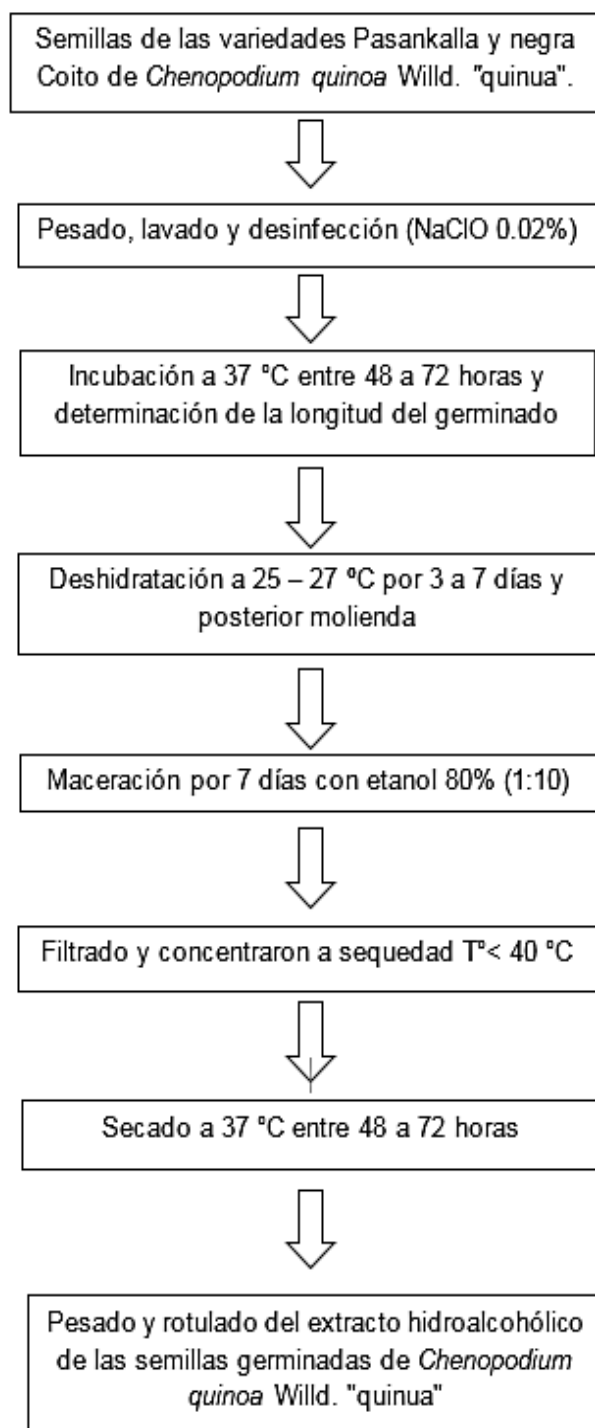 Semillas de las variedades Pasankalla y negra
Coito de Chenopodium quinoa Willd. "quinua".
Pesado, lavado y desinfección (NaClO 0.02%)
Incubación a 37 °C entre 48 a 72 horas y
determinación de la longitud del germinado
Deshidratación a 25 – 27 ºC por 3 a 7 días y
posterior molienda
Maceración por 7 días con etanol 80% (1:10)
Filtrado y concentraron a sequedad T°< 40 °C
Secado a 37 °C entre 48 a 72 horas
Pesado y rotulado del extracto hidroalcohólico
de las semillas germinadas de Chenopodium
quinoa Willd. "quinua"